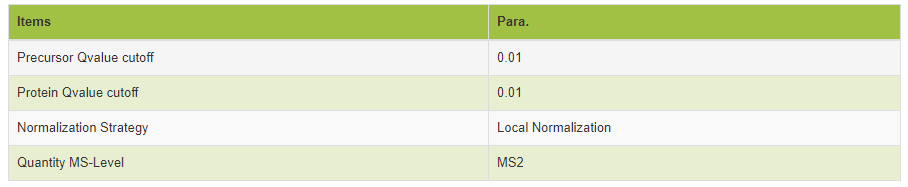 Items Para.
Precursor Qvalue cutoff 0.01
Protein Qvalue cutoff 0.01
Normalization Strategy Local Normalization
Quantity MS-Level MS2